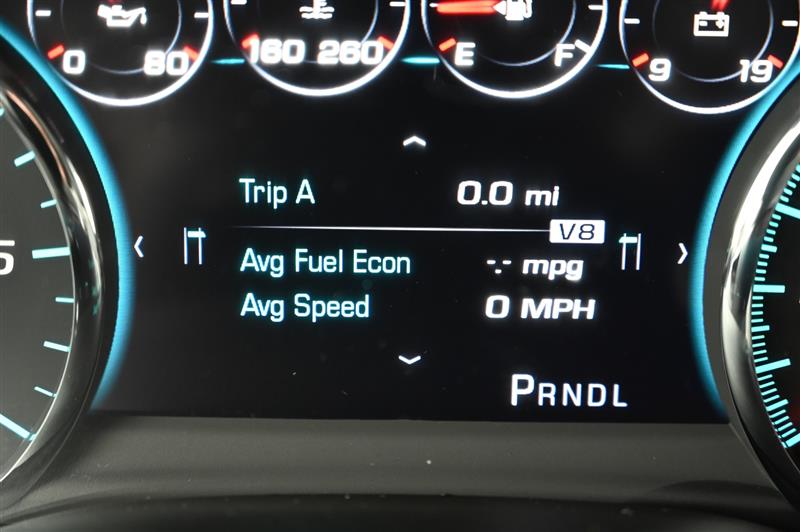 0 80 160 260 E F 9 19
Trip A 0.0 mi
V8
5 Avg Fuel Econ -.- mpg
Avg Speed 0 MPH
PRNDL